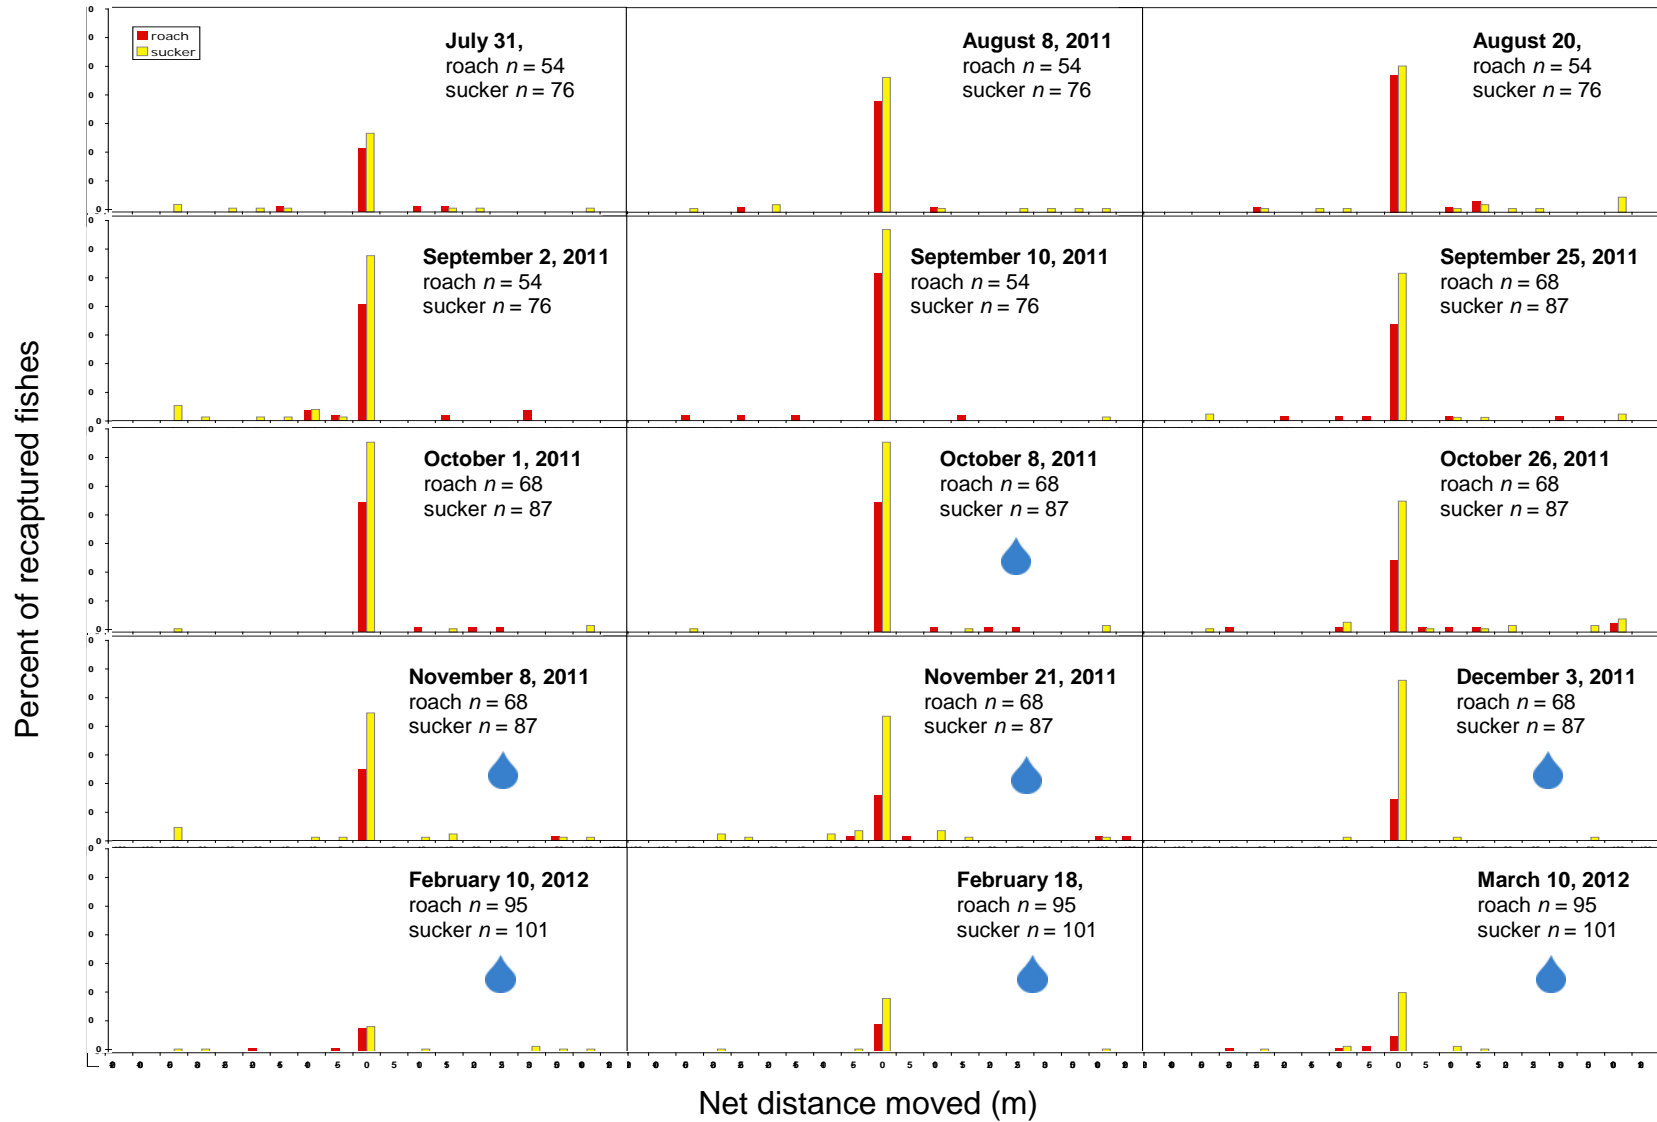 roach
sucker
July 31,
roach n = 54
sucker n = 76
August 8, 2011
roach n = 54
sucker n = 76
August 20,
roach n = 54
sucker n = 76
September 2, 2011
roach n = 54
sucker n = 76
September 10, 2011
roach n = 54
sucker n = 76
September 25, 2011
roach n = 68
sucker n = 87
October 1, 2011
roach n = 68
sucker n = 87
October 8, 2011
roach n = 68
sucker n = 87
October 26, 2011
roach n = 68
sucker n = 87
November 8, 2011
roach n = 68
sucker n = 87
November 21, 2011
roach n = 68
sucker n = 87
December 3, 2011
roach n = 68
sucker n = 87
February 10, 2012
roach n = 95
sucker n = 101
February 18,
roach n = 95
sucker n = 101
March 10, 2012
roach n = 95
sucker n = 101
Percent of recaptured fishes
Net distance moved (m)